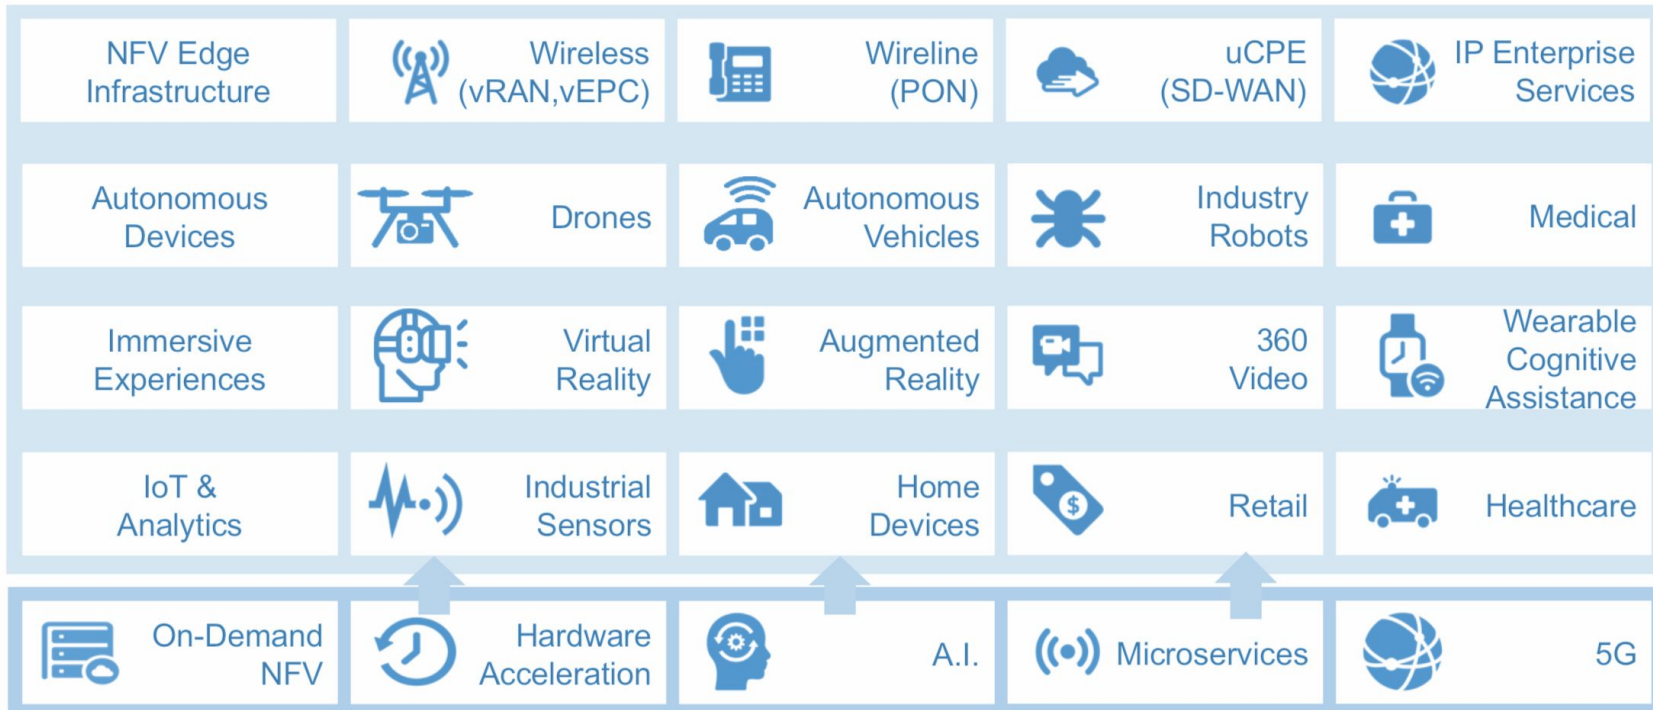 NFV Edge
Infrastructure
Wireless
(vRAN,vEPC)
Wireline
(PON)
uCPE
(SD-WAN)
IP Enterprise
Services
Autonomous
Devices
Drones
Autonomous
Vehicles
Industry
Robots
Medical
Immersive
Experiences
Virtual
Reality
Augmented
Reality
360
Video
Wearable
Cognitive
Assistance
IoT &
Analytics
Industrial
Sensors
Home
Devices
$
Retail
Healthcare
On-Demand
NFV
Hardware
Acceleration
A.I.
Microservices
5G